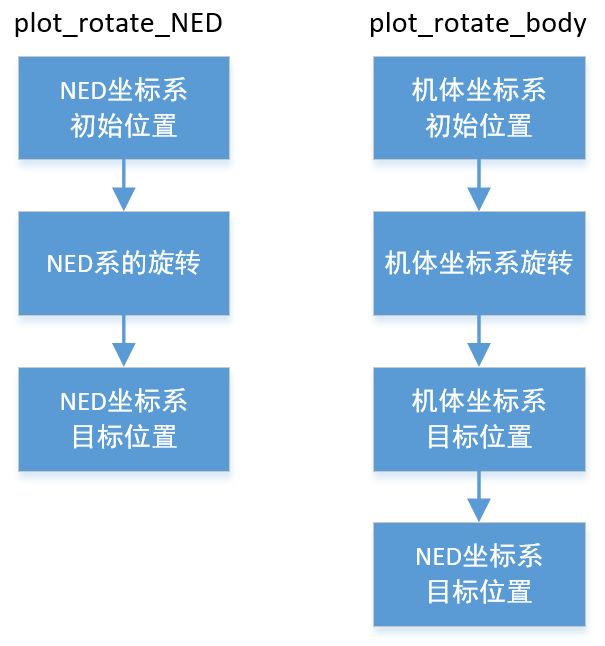 plot_rotate_NED
NED坐标系
初始位置
NED系的旋转
NED坐标系
目标位置
plot_rotate_body
机体坐标系
初始位置
机体坐标系旋转
机体坐标系
目标位置
NED坐标系
目标位置